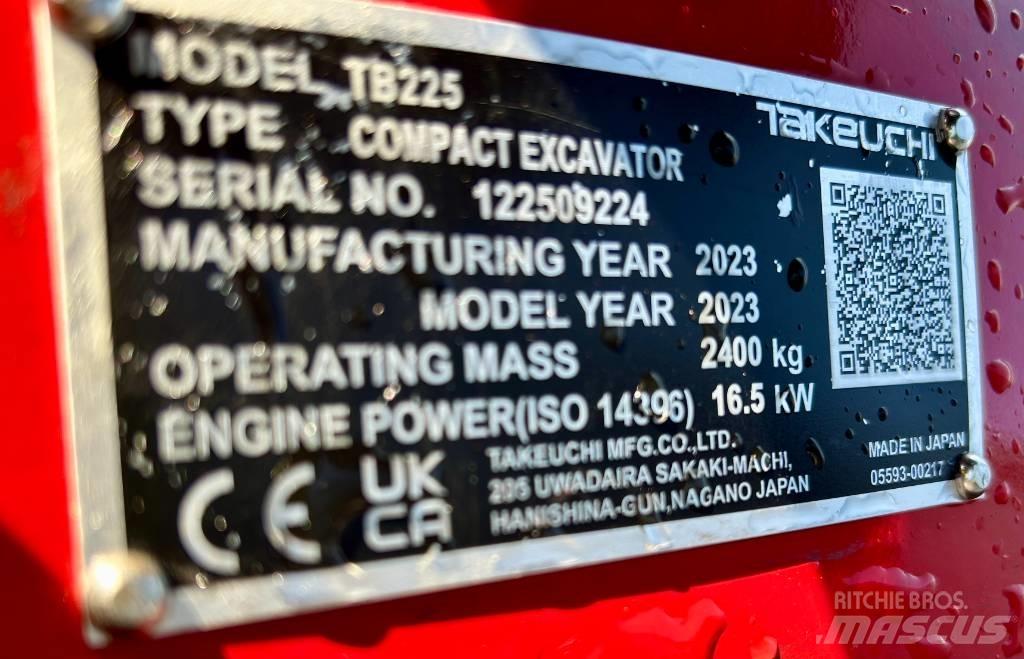 MODEL TB225
TAKEUCHI
TYPE COMPACT EXCAVATOR
SERIAL NO. 122509224
MANUFACTURING YEAR 2023
MODEL YEAR 2023
OPERATING MASS 2400 kg
ENGINE POWER(ISO 14396) 16.5 kW
CE UK CA
TAKEUCHI MFG.CO.,LTD.
205 UWADAIRA SAKAKI-MACHI,
HANISHINA-GUN,NAGANO JAPAN
MADE IN JAPAN
05593-00217
RITCHIE BROS.
MASCUS